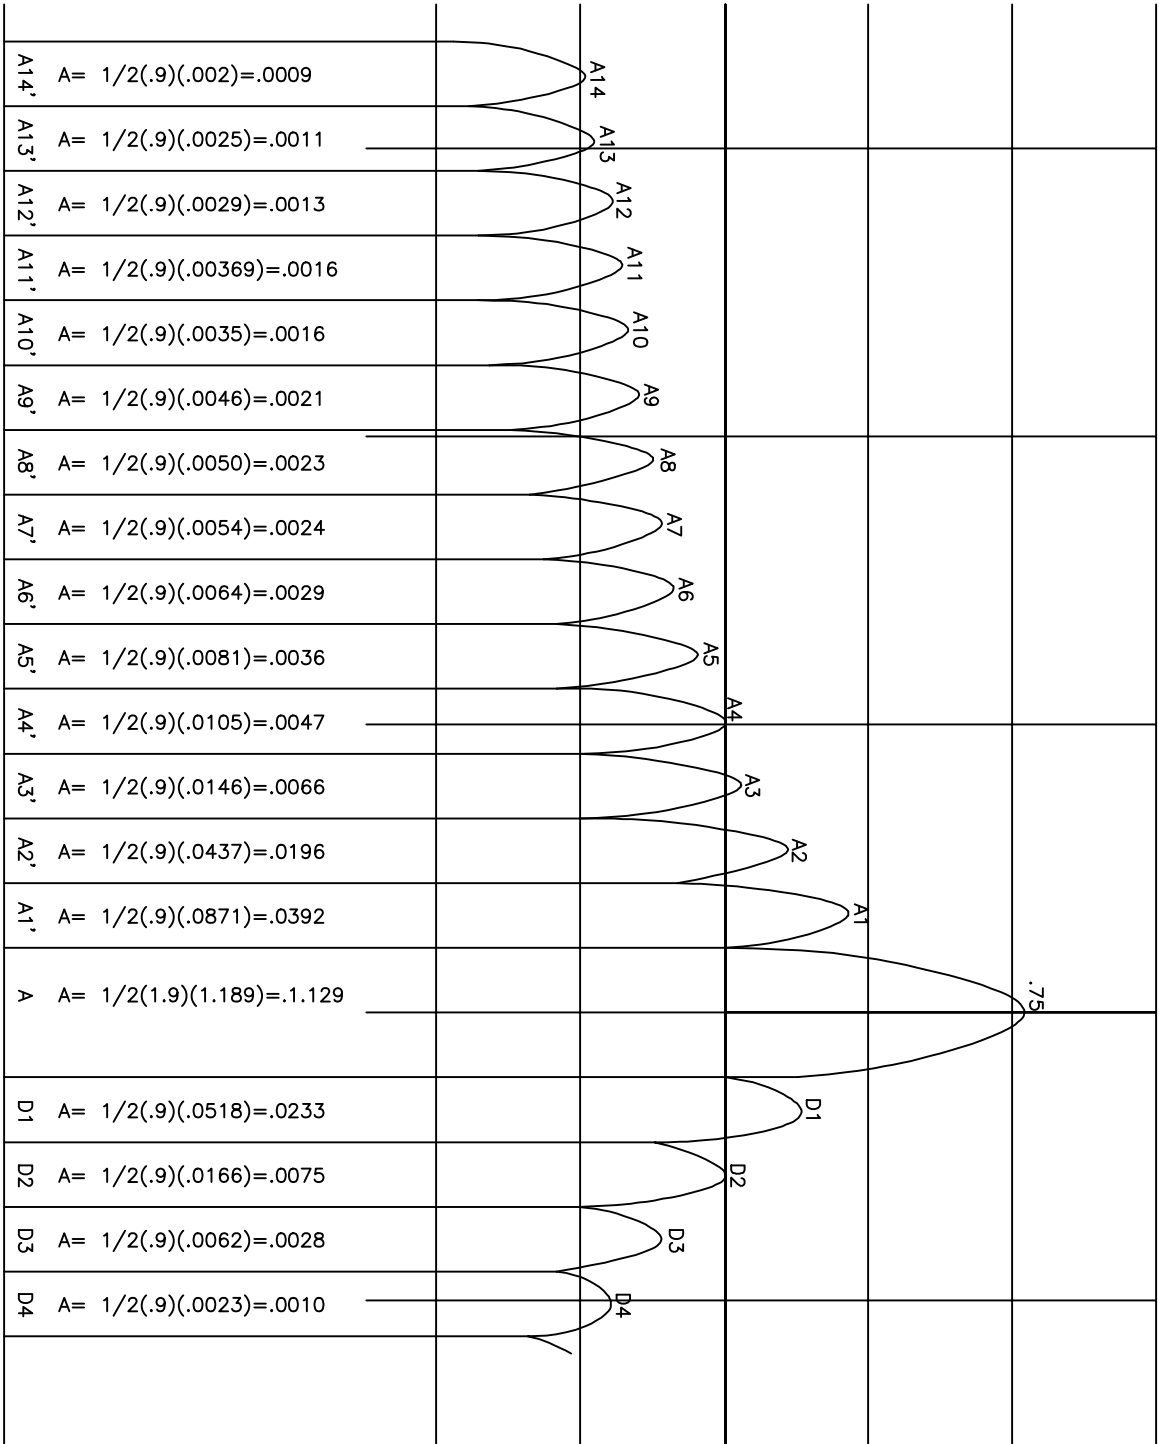 A14' A= 1/2(.9)(.002)=.0009 A14
A13' A= 1/2(.9)(.0025)=.0011 A13
A12' A= 1/2(.9)(.0029)=.0013 A12
A11' A= 1/2(.9)(.00369)=.0016 A11
A10' A= 1/2(.9)(.0035)=.0016 A10
A9' A= 1/2(.9)(.0046)=.0021 A9
A8' A= 1/2(.9)(.0050)=.0023 A8
A7' A= 1/2(.9)(.0054)=.0024 A7
A6' A= 1/2(.9)(.0064)=.0029 A6
A5' A= 1/2(.9)(.0081)=.0036 A5
A4' A= 1/2(.9)(.0105)=.0047 A4
A3' A= 1/2(.9)(.0146)=.0066 A3
A2' A= 1/2(.9)(.0437)=.0196 A2
A1' A= 1/2(.9)(.0871)=.0392 A1
A A= 1/2(1.9)(1.189)=.1.129 .75
D1 A= 1/2(.9)(.0518)=.0233 D1
D2 A= 1/2(.9)(.0166)=.0075 D2
D3 A= 1/2(.9)(.0062)=.0028 D3
D4 A= 1/2(.9)(.0023)=.0010 D4